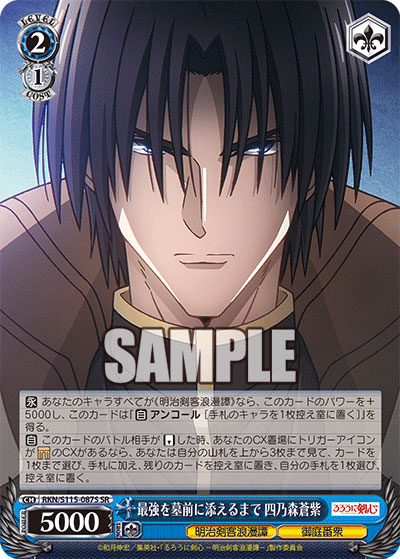 LEVEL
2
1
COST
SAMPLE
永 あなたのキャラすべてが《明治剣客浪漫譚》なら、このカードのパワーを+
5000し、このカードは『自 アンコール [手札のキャラを1枚控え室に置く]』を
得る。
自 このカードのバトル相手が した時、あなたのCX置場にトリガーアイコン
が のCXがあるなら、あなたは自分の山札を上から3枚まで見て、カードを
1枚まで選び、手札に加え、残りのカードを控え室に置き、自分の手札を1枚
選び、控え室に置く。
CH RKN/S115-087S SR
5000
最強を墓前に添えるまで 四乃森蒼紫
るろうに剣心
明治剣客浪漫譚
御庭番衆
©和月伸宏/集英社・「るろうに剣心 -明治剣客浪漫譚-」製作委員会